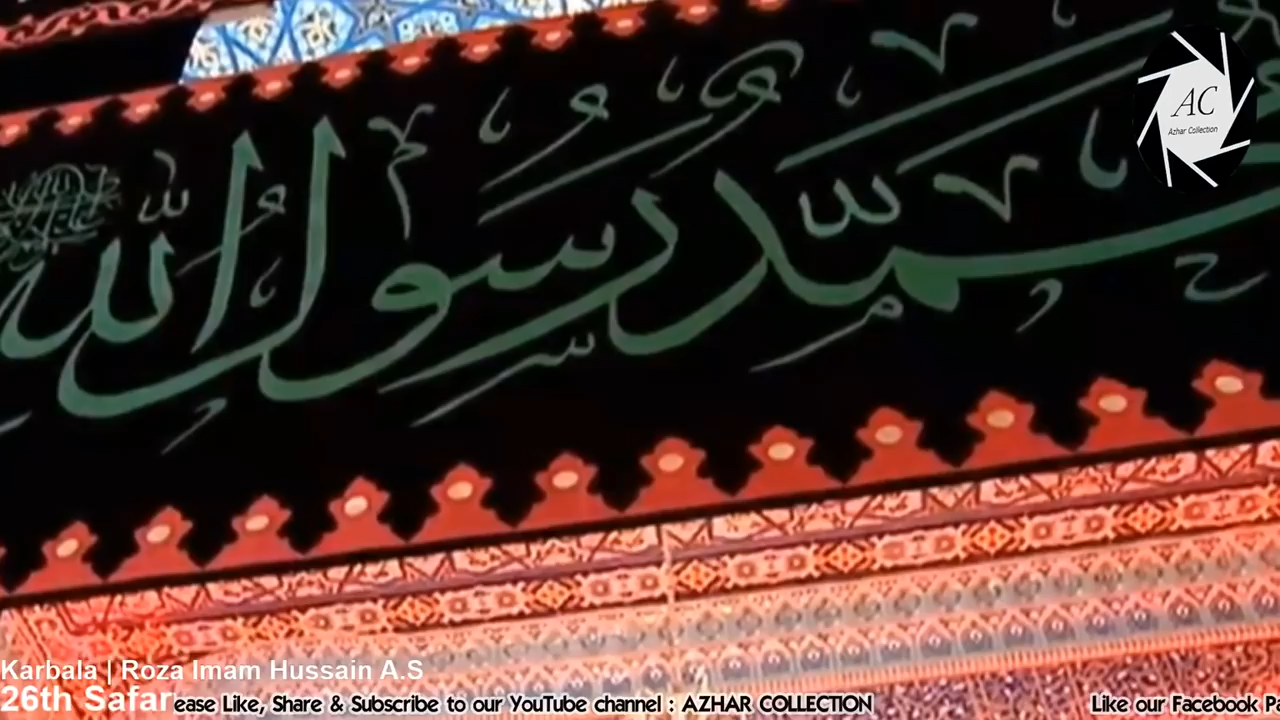 محمد رسول الله
AC
Azhar Collection
Karbala | Roza Imam Hussain A.S
26th Safar
ease Like, Share & Subscribe to our YouTube channel : AZHAR COLLECTION
Like our Facebook Pa